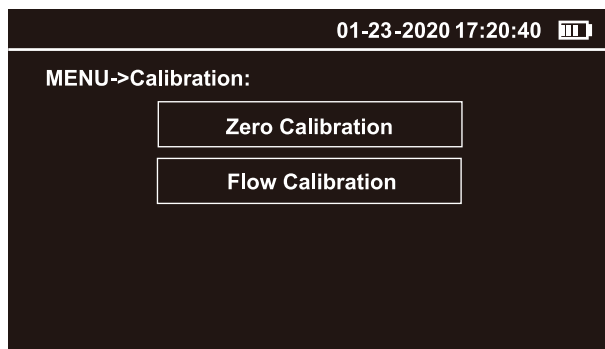 01-23-2020 17:20:40
MENU->Calibration:
Zero Calibration
Flow Calibration